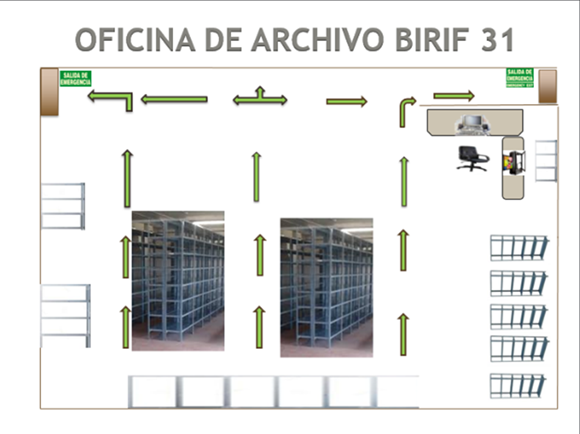 OFICINA DE ARCHIVO BIRIF 31
SALIDA DE
EMERGENCIA
SALIDA DE
EMERGENCIA